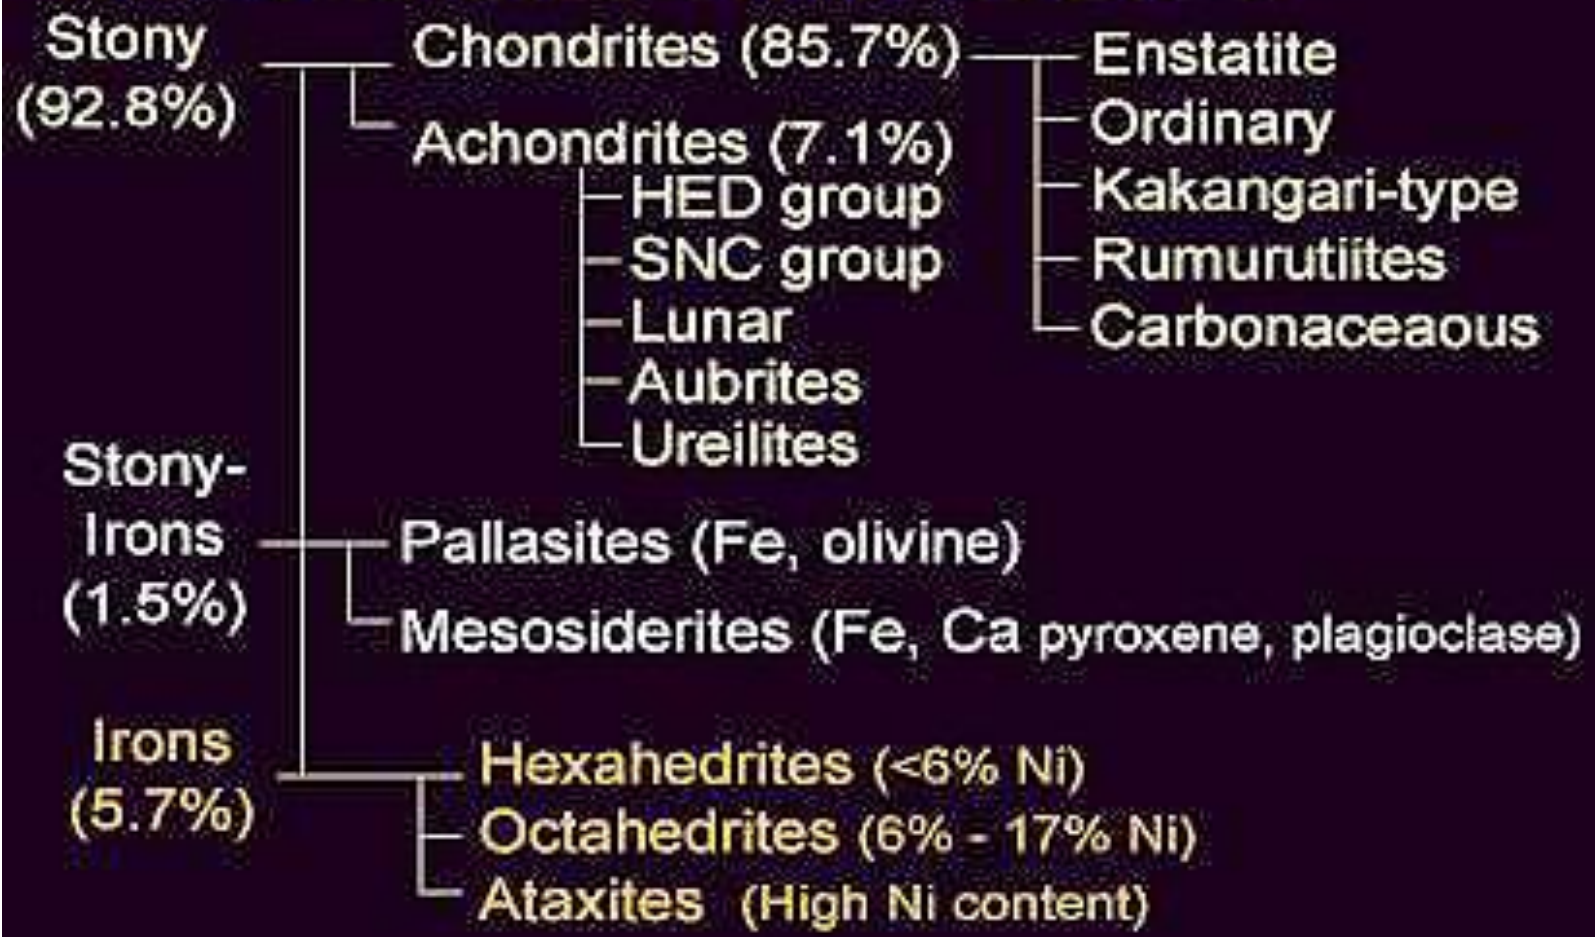 Stony
(92.8%)
Chondrites (85.7%)
Achondrites (7.1%)
HED group
SNC group
Lunar
Aubrites
Ureilites
Enstatite
Ordinary
Kakangari-type
Rumurutiites
Carbonaceaous
Stony-
Irons
(1.5%)
Pallasites (Fe, olivine)
Mesosiderites (Fe, Ca pyroxene, plagioclase)
Irons
(5.7%)
Hexahedrites (<6% Ni)
Octahedrites (6% - 17% Ni)
Ataxites (High Ni content)